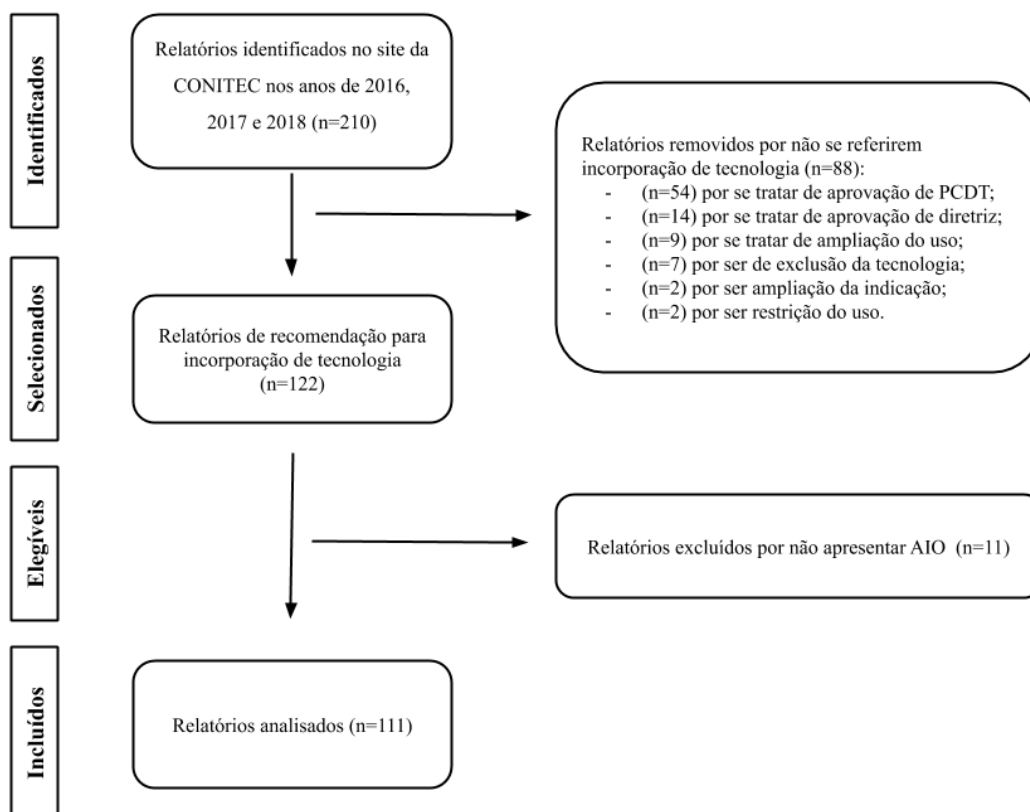 Identificados
Relatórios identificados no site da
CONITEC nos anos de 2016,
2017 e 2018 (n=210)
Relatórios removidos por não se referirem
incorporação de tecnologia (n=88):
- (n=54) por se tratar de aprovação de PCDT;
- (n=14) por se tratar de aprovação de diretriz;
- (n=9) por se tratar de ampliação do uso;
- (n=7) por ser de exclusão da tecnologia;
- (n=2) por ser ampliação da indicação;
- (n=2) por ser restrição do uso.
Selecionados
Relatórios de recomendação para
incorporação de tecnologia
(n=122)
Elegíveis
Relatórios excluídos por não apresentar AIO (n=11)
Incluídos
Relatórios analisados (n=111)